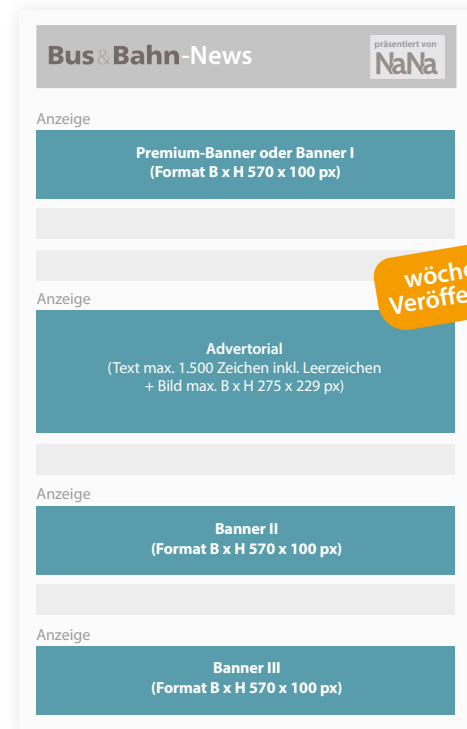 Bus&Bahn-News
präsentiert von
NaNa
Anzeige
Premium-Banner oder Banner I
(Format B x H 570 x 100 px)
Anzeige
Advertorial
(Text max. 1.500 Zeichen inkl. Leerzeichen
+ Bild max. B x H 275 x 229 px)
Anzeige
Banner II
(Format B x H 570 x 100 px)
Anzeige
Banner III
(Format B x H 570 x 100 px)